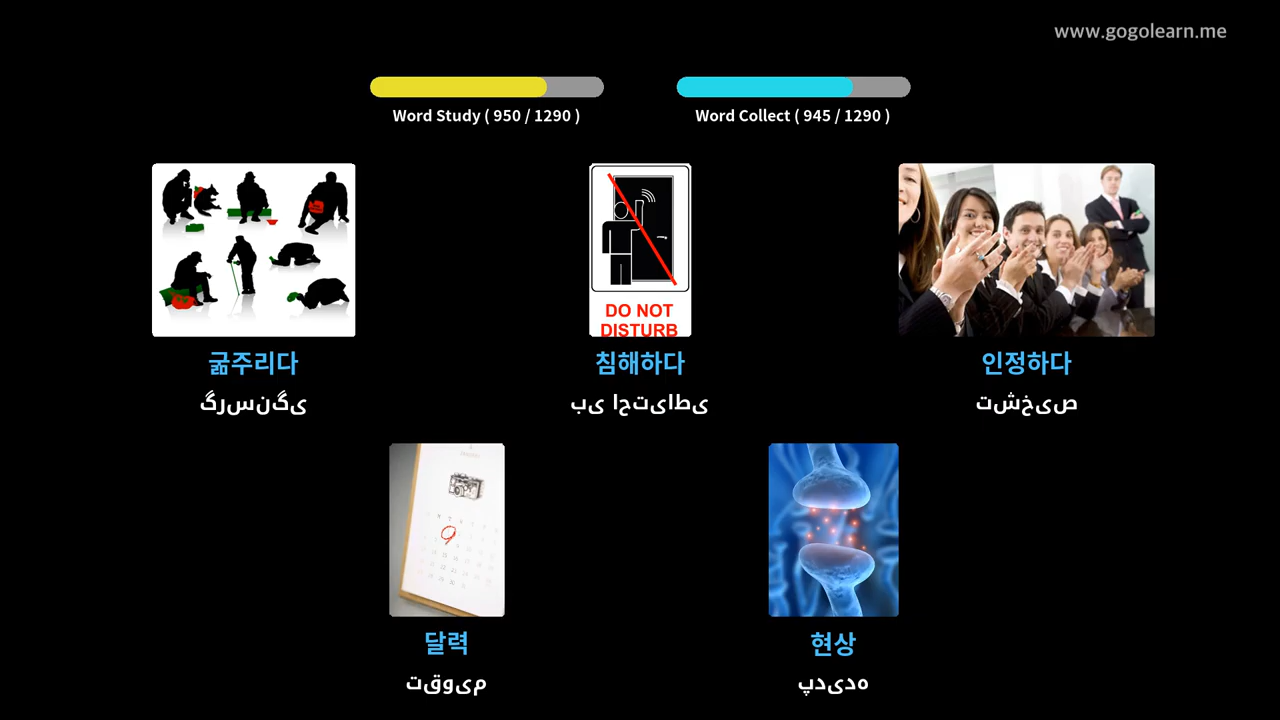 www.gogolearn.me
Word Study ( 950 / 1290 )
Word Collect ( 945 / 1290 )
DO NOT
DISTURB
굶주리다
침해하다
인정하다
گرسنگی
بی احتیاطی
تشخیص
9
달력
현상
تقویم
پدیده